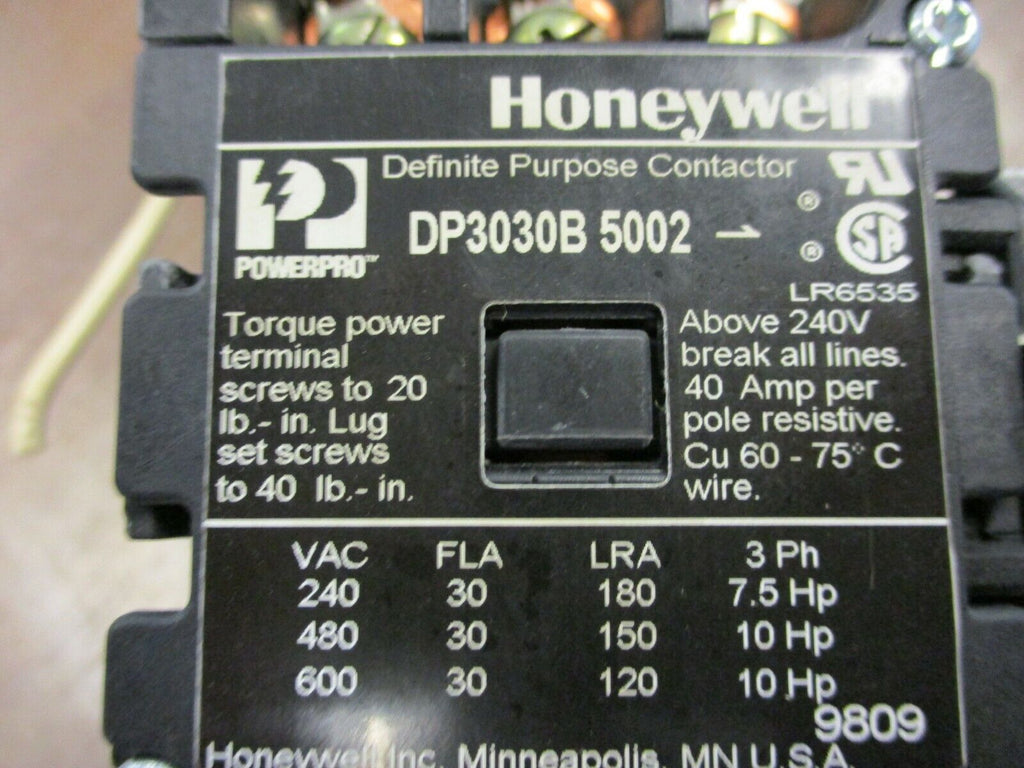 Honeywell
Definite Purpose Contactor
POWERPRO™
DP3030B 5002
® ®
LR6535
Torque power
terminal
screws to 20
lb.- in. Lug
set screws
to 40 lb.- in.
Above 240V
break all lines.
40 Amp per
pole resistive.
Cu 60 - 75° C
wire.
VAC FLA LRA 3 Ph
240 30 180 7.5 Hp
480 30 150 10 Hp
600 30 120 10 Hp
9809
Honeywell Inc. Minneapolis, MN U.S.A.